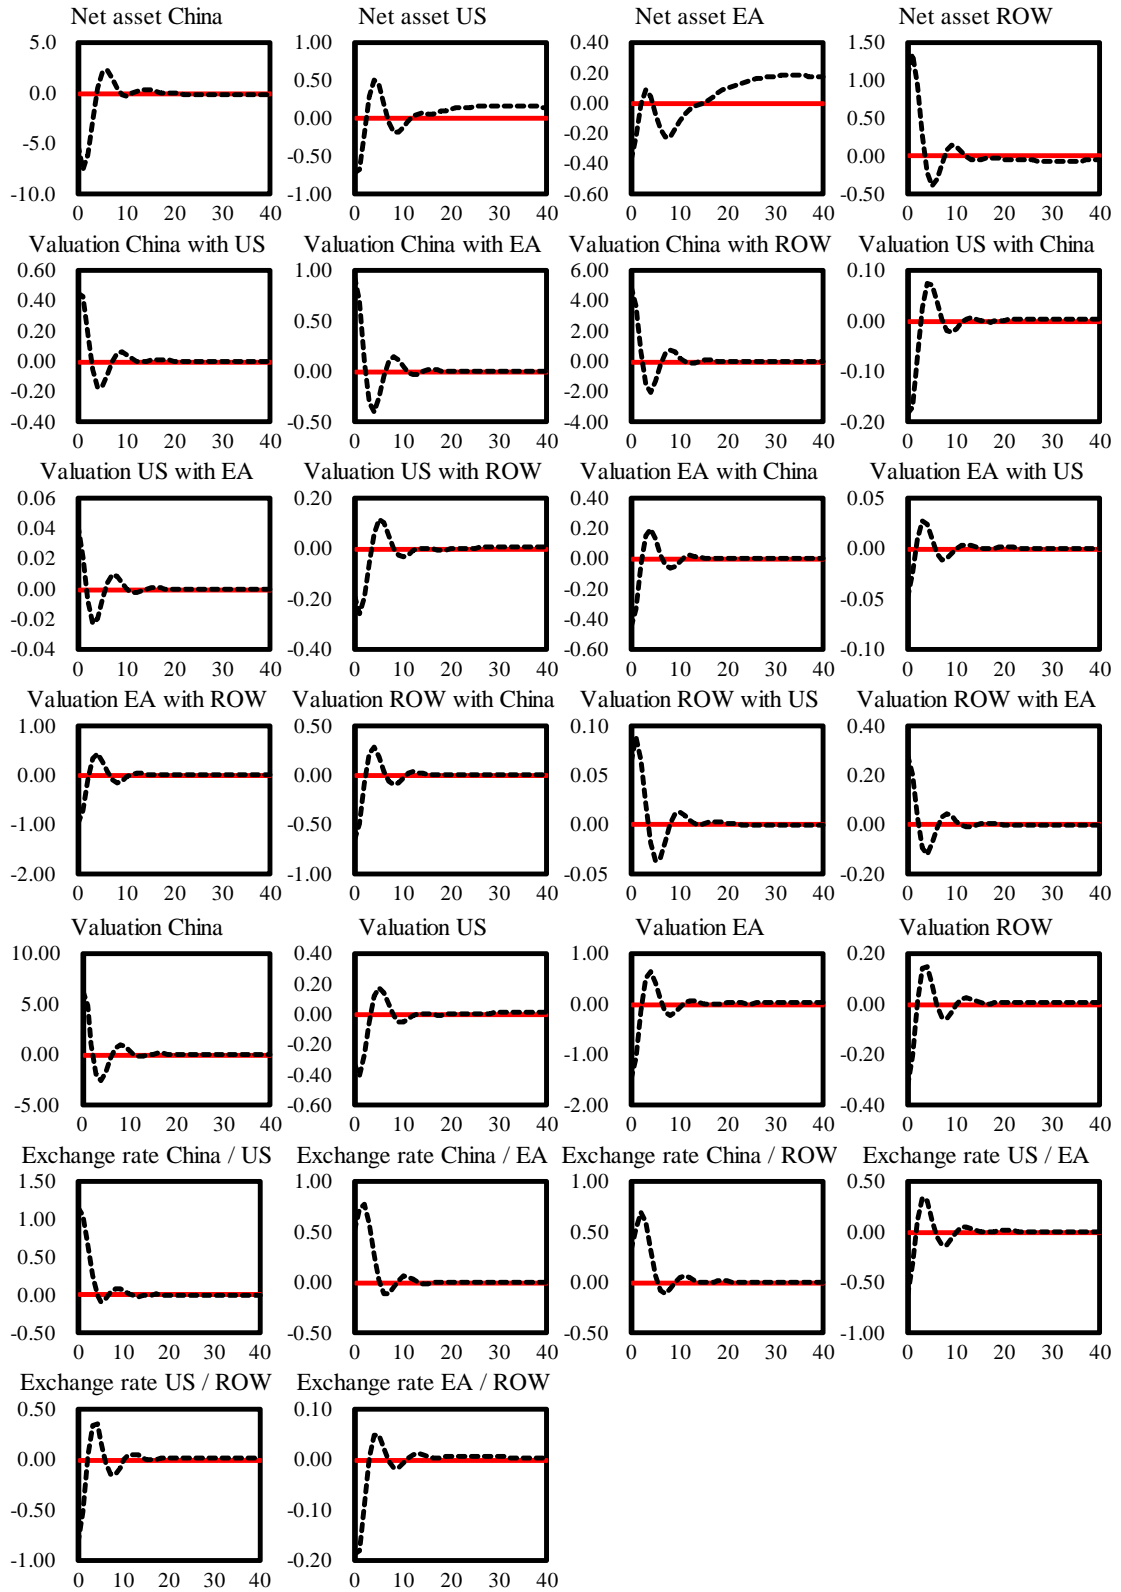 Net asset China Net asset US Net asset EA Net asset ROW
5.0 1.00 0.40 1.50
0.20 1.00
0.0 0.50 0.00 0.50
0.00 -0.20
-5.0 -0.50 -0.40 0.00
-10.0 -1.00 -0.60 -0.50
0 10 20 30 40 0 10 20 30 40 0 10 20 30 40 0 10 20 30 40
Valuation China with US Valuation China with EA Valuation China with ROW Valuation US with China
0.60 1.00 6.00 0.10
0.40 4.00
0.20 0.50 2.00 0.00
0.00 0.00 0.00 -0.10
-0.20 -2.00
-0.40 -0.50 -4.00 -0.20
0 10 20 30 40 0 10 20 30 40 0 10 20 30 40 0 10 20 30 40
Valuation US with EA Valuation US with ROW Valuation EA with China Valuation EA with US
0.06 0.20 0.40 0.05
0.04 0.20
0.02 0.00 0.00 0.00
0.00 -0.20 -0.20 -0.05
-0.02 -0.40
-0.04 -0.40 -0.60 -0.10
0 10 20 30 40 0 10 20 30 40 0 10 20 30 40 0 10 20 30 40
Valuation EA with ROW Valuation ROW with China Valuation ROW with US Valuation ROW with EA
1.00 0.50 0.10 0.40
0.00 0.00 0.05 0.20
-1.00 -0.50 0.00 0.00
-2.00 -1.00 -0.05 -0.20
0 10 20 30 40 0 10 20 30 40 0 10 20 30 40 0 10 20 30 40
Valuation China Valuation US Valuation EA Valuation ROW
10.00 0.40 1.00 0.20
0.20
5.00 0.00 0.00 0.00
0.00 -0.20 -1.00 -0.20
-0.40
-5.00 -0.60 -2.00 -0.40
0 10 20 30 40 0 10 20 30 40 0 10 20 30 40 0 10 20 30 40
Exchange rate China / US Exchange rate China / EA Exchange rate China / ROW Exchange rate US / EA
1.50 1.00 1.00 0.50
1.00 0.50 0.50 0.00
0.50
0.00 0.00 0.00 -0.50
-0.50 -0.50 -0.50 -1.00
0 10 20 30 40 0 10 20 30 40 0 10 20 30 40 0 10 20 30 40
Exchange rate US / ROW Exchange rate EA / ROW
0.50 0.10
0.00 0.00
-0.50 -0.10
-1.00 -0.20
0 10 20 30 40 0 10 20 30 40